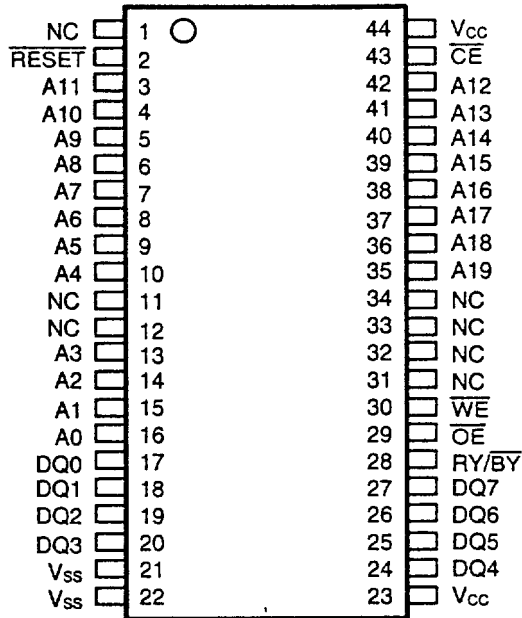 NC 1 44 Vcc
RESET 2 43 CE
A11 3 42 A12
A10 4 41 A13
A9 5 40 A14
A8 6 39 A15
A7 7 38 A16
A6 8 37 A17
A5 9 36 A18
A4 10 35 A19
NC 11 34 NC
NC 12 33 NC
A3 13 32 NC
A2 14 31 NC
A1 15 30 WE
A0 16 29 OE
DQ0 17 28 RY/BY
DQ1 18 27 DQ7
DQ2 19 26 DQ6
DQ3 20 25 DQ5
Vss 21 24 DQ4
Vss 22 23 Vcc